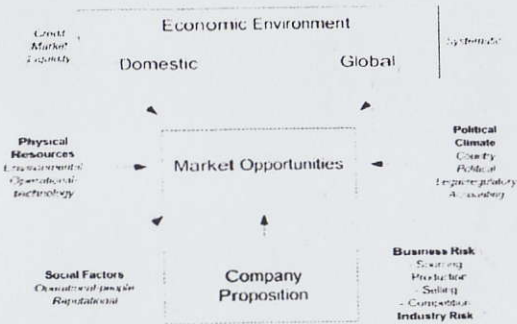 Economic Environment
Credit
Market
Liquidity
Systematic
Domestic
Global
Physical
Resources
Environmental
Operational-
technology
Market Opportunities
Political
Climate
Country
Political
Legal/regulatory
Accounting
Social Factors
Operational-people
Reputational
Company
Proposition
Business Risk
- Sourcing
Production
- Selling
- Competition
Industry Risk